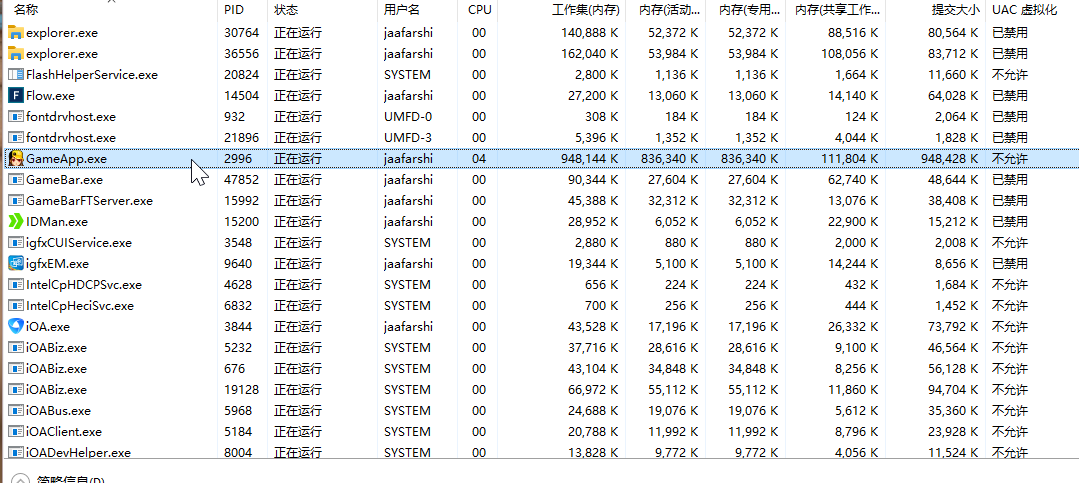 名称 PID 状态 用户名 CPU 工作集(内存) 内存(活动... 内存(专用... 内存(共享工作... 提交大小 UAC 虚拟化
explorer.exe 30764 正在运行 jaafarshi 00 140,888 K 52,372 K 52,372 K 88,516 K 80,564 K 已禁用
explorer.exe 36556 正在运行 jaafarshi 00 162,040 K 53,984 K 53,984 K 108,056 K 83,712 K 已禁用
FlashHelperService.exe 20824 正在运行 SYSTEM 00 2,800 K 1,136 K 1,136 K 1,664 K 11,660 K 不允许
Flow.exe 14504 正在运行 jaafarshi 00 27,200 K 13,060 K 13,060 K 14,140 K 64,028 K 已禁用
fontdrvhost.exe 932 正在运行 UMFD-0 00 308 K 184 K 184 K 124 K 2,064 K 已禁用
fontdrvhost.exe 21896 正在运行 UMFD-3 00 5,396 K 1,352 K 1,352 K 4,044 K 1,828 K 已禁用
GameApp.exe 2996 正在运行 jaafarshi 04 948,144 K 836,340 K 836,340 K 111,804 K 948,428 K 不允许
GameBar.exe 47852 正在运行 jaafarshi 00 90,344 K 27,604 K 27,604 K 62,740 K 48,644 K 已禁用
GameBarFTServer.exe 15992 正在运行 jaafarshi 00 45,388 K 32,312 K 32,312 K 13,076 K 38,408 K 已禁用
IDMan.exe 15200 正在运行 jaafarshi 00 28,952 K 6,052 K 6,052 K 22,900 K 15,212 K 已禁用
igfxCUIService.exe 3548 正在运行 SYSTEM 00 2,880 K 880 K 880 K 2,000 K 2,008 K 不允许
igfxEM.exe 9640 正在运行 jaafarshi 00 19,344 K 5,100 K 5,100 K 14,244 K 8,656 K 已禁用
IntelCpHDCPSvc.exe 4628 正在运行 SYSTEM 00 656 K 224 K 224 K 432 K 1,684 K 不允许
IntelCpHeciSvc.exe 6832 正在运行 SYSTEM 00 700 K 256 K 256 K 444 K 1,452 K 不允许
iOA.exe 3844 正在运行 jaafarshi 00 43,528 K 17,196 K 17,196 K 26,332 K 73,792 K 不允许
iOABiz.exe 5232 正在运行 SYSTEM 00 37,716 K 28,616 K 28,616 K 9,100 K 46,564 K 不允许
iOABiz.exe 676 正在运行 SYSTEM 00 43,104 K 34,848 K 34,848 K 8,256 K 56,128 K 不允许
iOABiz.exe 19128 正在运行 SYSTEM 00 66,972 K 55,112 K 55,112 K 11,860 K 94,704 K 不允许
iOABus.exe 5968 正在运行 SYSTEM 00 24,688 K 19,076 K 19,076 K 5,612 K 35,360 K 不允许
iOAClient.exe 5184 正在运行 SYSTEM 00 20,788 K 11,992 K 11,992 K 8,796 K 23,928 K 不允许
iOADevHelper.exe 8004 正在运行 SYSTEM 00 13,828 K 9,772 K 9,772 K 4,056 K 11,524 K 不允许
简略信息(D)